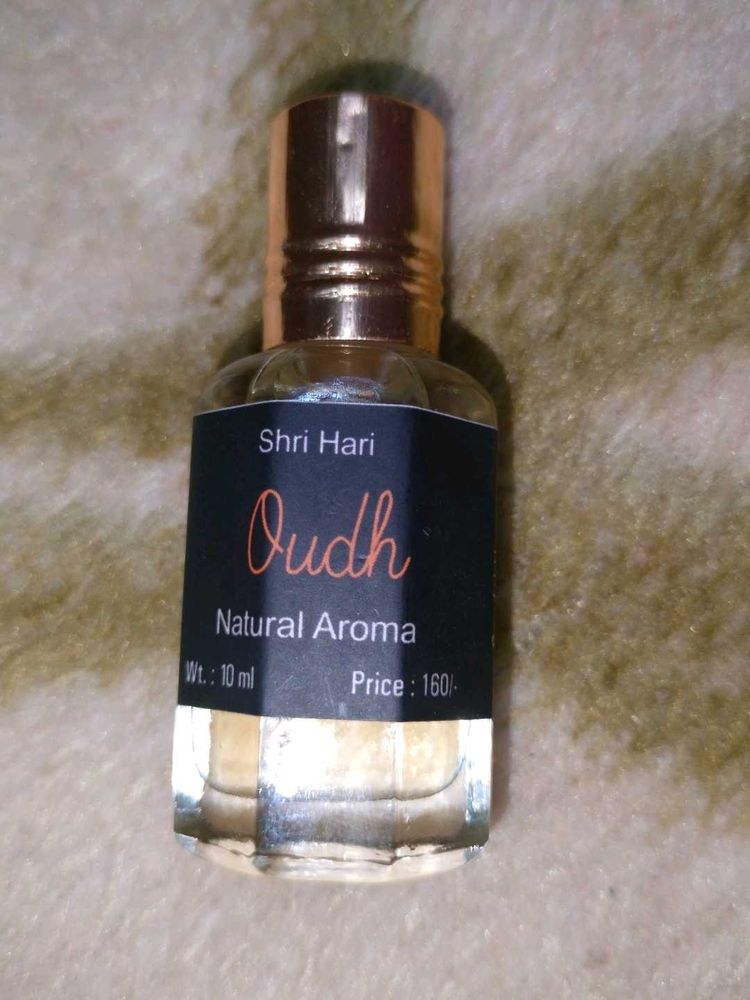 Shri Hari
Oudh
Natural Aroma
Wt. : 10 ml Price : 160/-